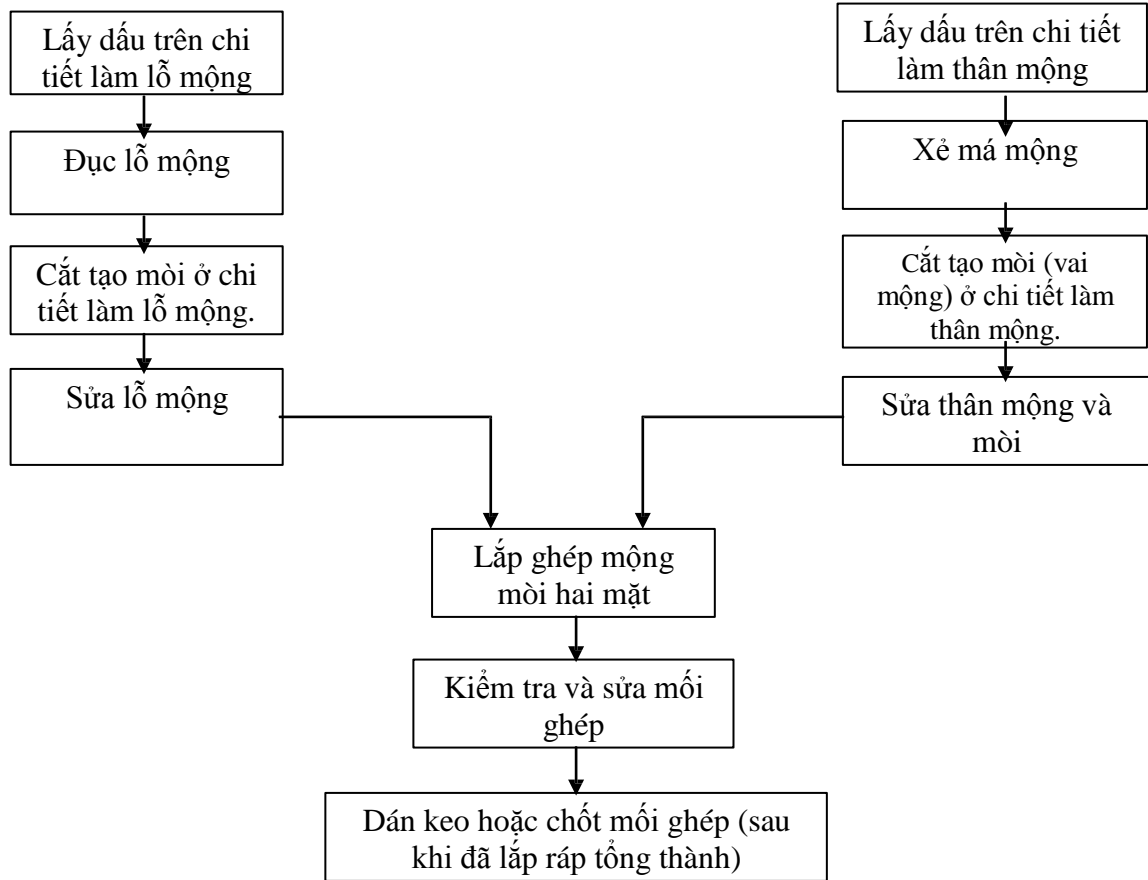 Lấy dấu trên chi
tiết làm lỗ mộng
Đục lỗ mộng
Cắt tạo mòi ở chi
tiết làm lỗ mộng.
Sửa lỗ mộng
Lấy dấu trên chi tiết
làm thân mộng
Xẻ má mộng
Cắt tạo mòi (vai
mộng) ở chi tiết làm
thân mộng.
Sửa thân mộng và
mòi
Lắp ghép mộng
mòi hai mặt
Kiểm tra và sửa mối
ghép
Dán keo hoặc chốt mối ghép (sau
khi đã lắp ráp tổng thành)